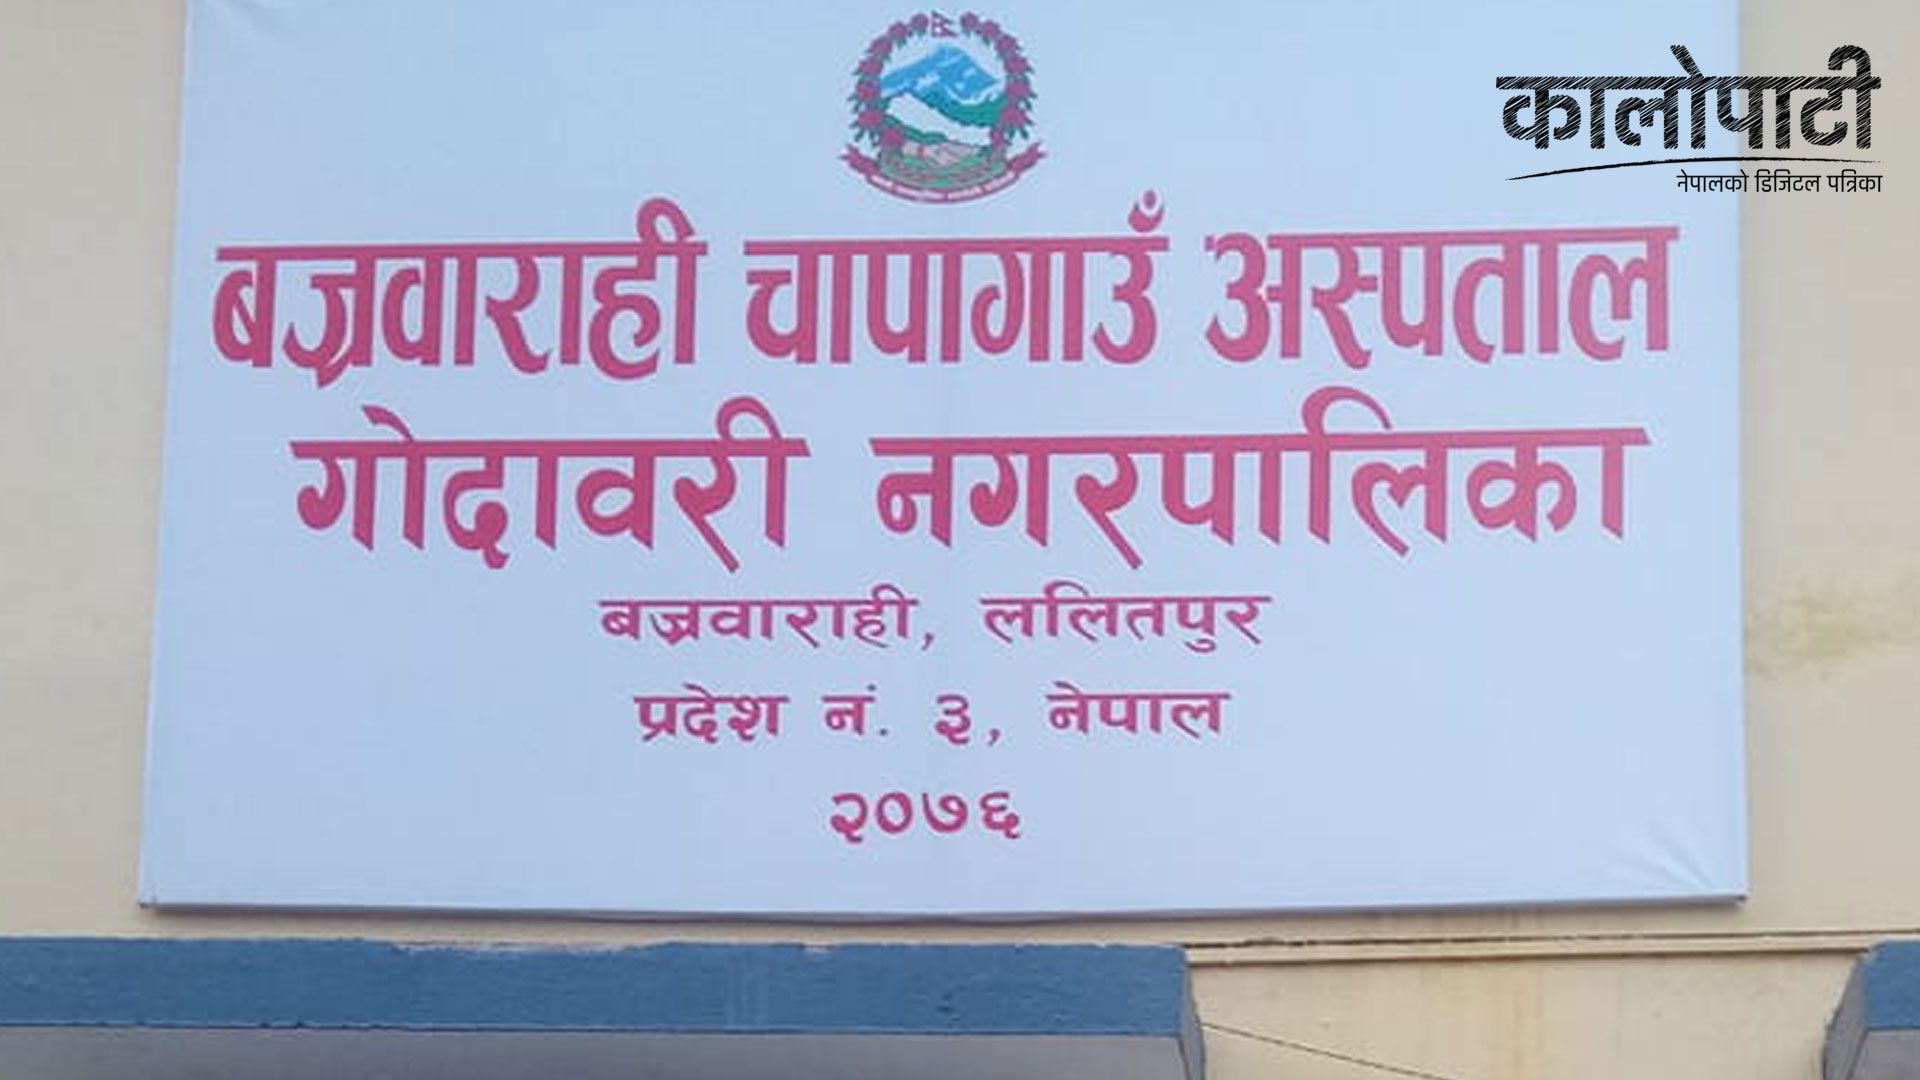 कालोपाटी
नेपालको डिजिटल पत्रिका
बज्रवाराही चापागाउँ अस्पताल
गोदावरी नगरपालिका
बज्रवाराही, ललितपुर
प्रदेश नं. ३, नेपाल
२०७६